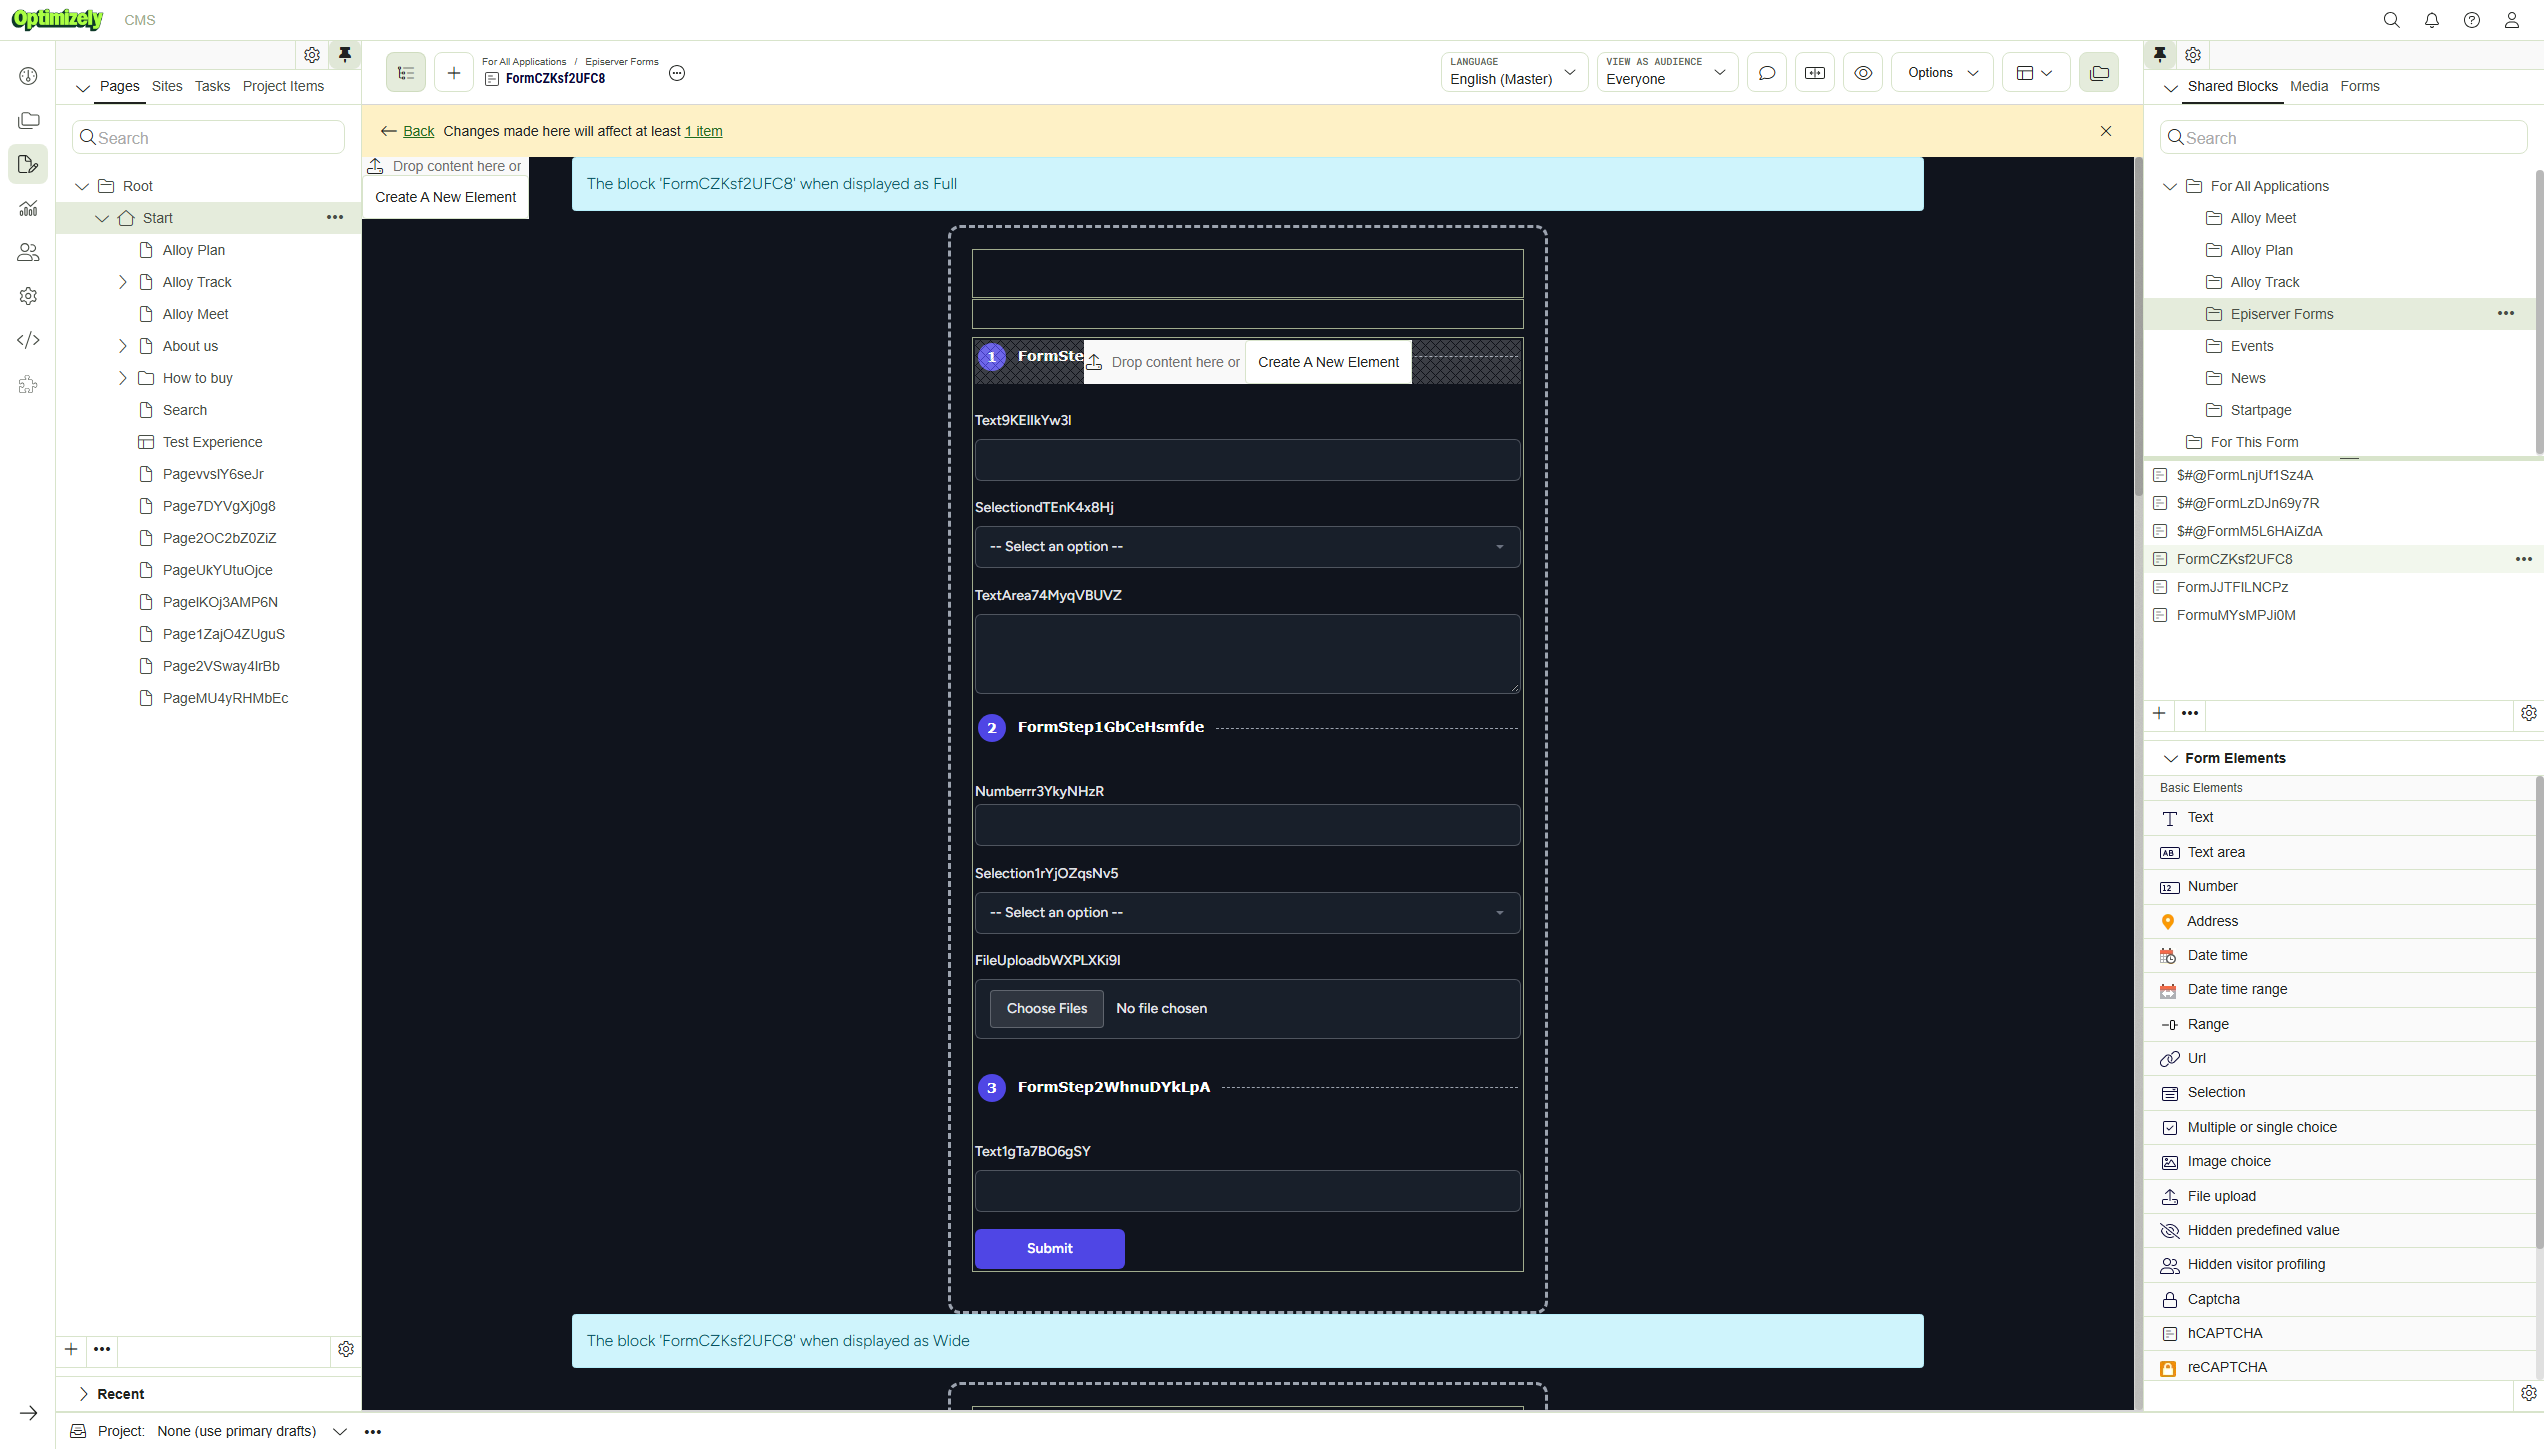 Optimizely CMS
Pages Sites Tasks Project Items
Search
Root
Start
Alloy Plan
Alloy Track
Alloy Meet
About us
How to buy
Search
Test Experience
PagevvslY6seJr
Page7DYVgXj0g8
Page2OC2bZ0ZiZ
PageUkYUtuOjce
PagelKOj3AMP6N
Page1ZajO4ZUguS
Page2VSway4lrBb
PageMU4yRHMbEc
Recent
Project: None (use primary drafts)
For All Applications / Episerver Forms
FormCZKsf2UFC8
LANGUAGE
English (Master)
VIEW AS AUDIENCE
Everyone
Options
Back Changes made here will affect at least 1 item
Drop content here or
Create A New Element
The block 'FormCZKsf2UFC8' when displayed as Full
1 FormSte
Drop content here or Create A New Element
Text9KEIlkYw3I
SelectiondTEnK4x8Hj
-- Select an option --
TextArea74MyqVBUVZ
2 FormStep1GbCeHsmfde
Numberrr3YkyNHzR
Selection1rYjOZqsNv5
-- Select an option --
FileUploadbWXPLXKi9I
Choose Files No file chosen
3 FormStep2WhnuDYkLpA
Text1gTa7BO6gSY
Submit
The block 'FormCZKsf2UFC8' when displayed as Wide
Shared Blocks Media Forms
Search
For All Applications
Alloy Meet
Alloy Plan
Alloy Track
Episerver Forms
Events
News
Startpage
For This Form
$#@FormLnjUf1Sz4A
$#@FormLzDJn69y7R
$#@FormM5L6HAiZdA
FormCZKsf2UFC8
FormJJTFILNCPz
FormuMYsMPJi0M
Form Elements
Basic Elements
Text
Text area
Number
Address
Date time
Date time range
Range
Url
Selection
Multiple or single choice
Image choice
File upload
Hidden predefined value
Hidden visitor profiling
Captcha
hCAPTCHA
reCAPTCHA